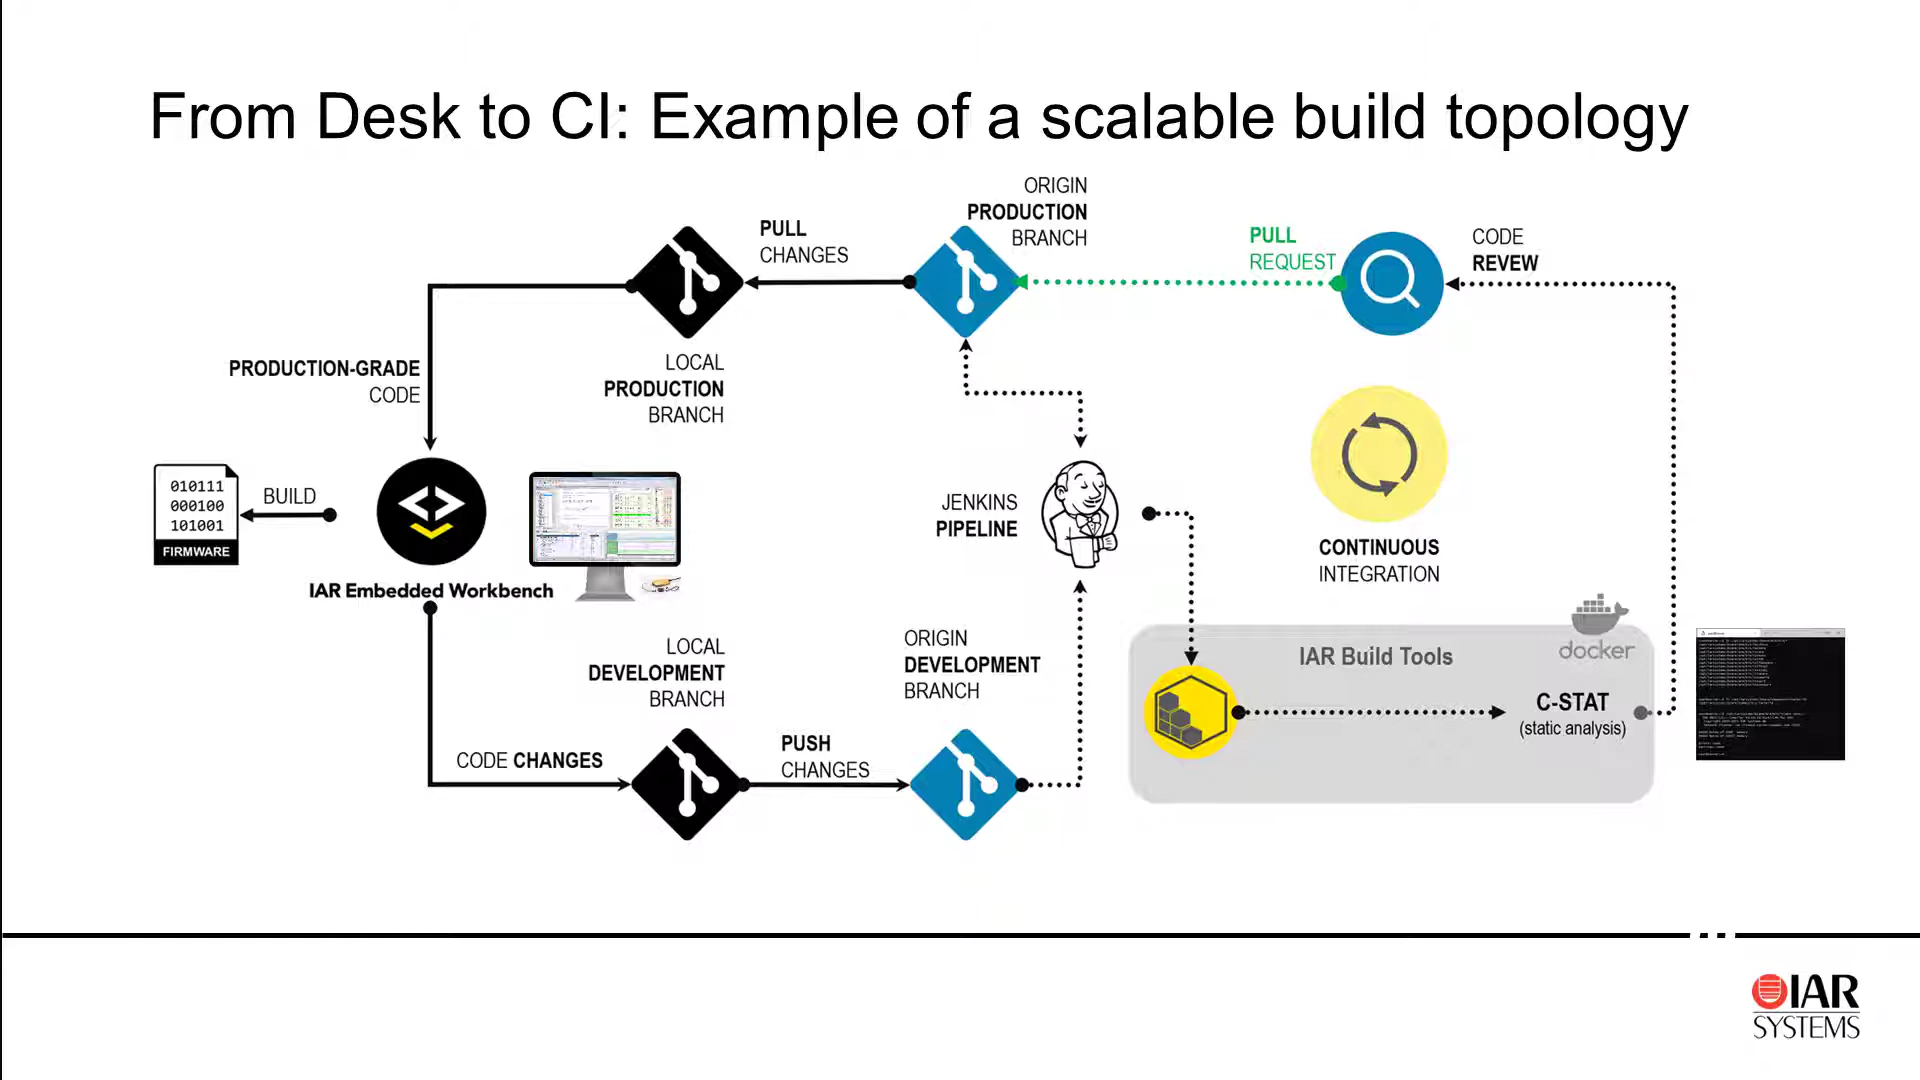 From Desk to CI: Example of a scalable build topology
ORIGIN
PRODUCTION
BRANCH
PULL
CHANGES
PULL
REQUEST
CODE
REVEW
LOCAL
PRODUCTION
BRANCH
PRODUCTION-GRADE
CODE
010111
000100
101001
FIRMWARE
BUILD
IAR Embedded Workbench
JENKINS
PIPELINE
CONTINUOUS
INTEGRATION
LOCAL
DEVELOPMENT
BRANCH
ORIGIN
DEVELOPMENT
BRANCH
CODE CHANGES
PUSH
CHANGES
IAR Build Tools
docker
C-STAT
(static analysis)
IAR
SYSTEMS